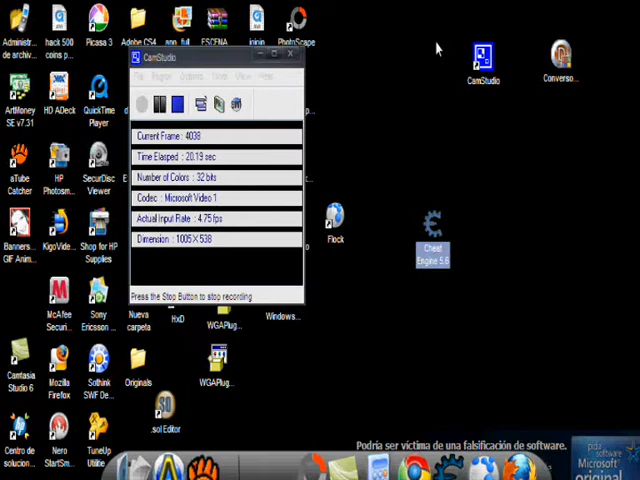 Administr...
de archiv...
hack 500
coins p...
Picasa 3
Adobe CS4
app_full
ESCENA
PhotoScape
CamStudio
Current Frame : 4038
Time Elasped : 20.19 sec
Number of Colors : 32 bits
Codec : Microsoft Video 1
Actual Input Rate : 4.75 fps
Dimension : 1005 X 538
Press the Stop Button to stop recording
CamStudio
Converso...
ArtMoney
SE v7.31
HD ADeck
QuickTime
Player
aTube
Catcher
HP
Photosm...
SecurDisc
Viewer
Flock
Cheat
Engine 5.6
Banners...
GIF Anim...
KigoVide...
Shop for HP
Supplies
McAfee
Securi...
Sony
Ericsson ...
Nueva
carpeta
HxD
WGAPlug...
Windows...
Camtasia
Studio 6
Mozilla
Firefox
Sothink
SWF De...
Originals
WGAPlug...
.sol Editor
Centro de
solucion...
Nero
StartSm...
TuneUp
Utilitie...
Podría ser víctima de una falsificación de software.
pida
software
Microsoft
original